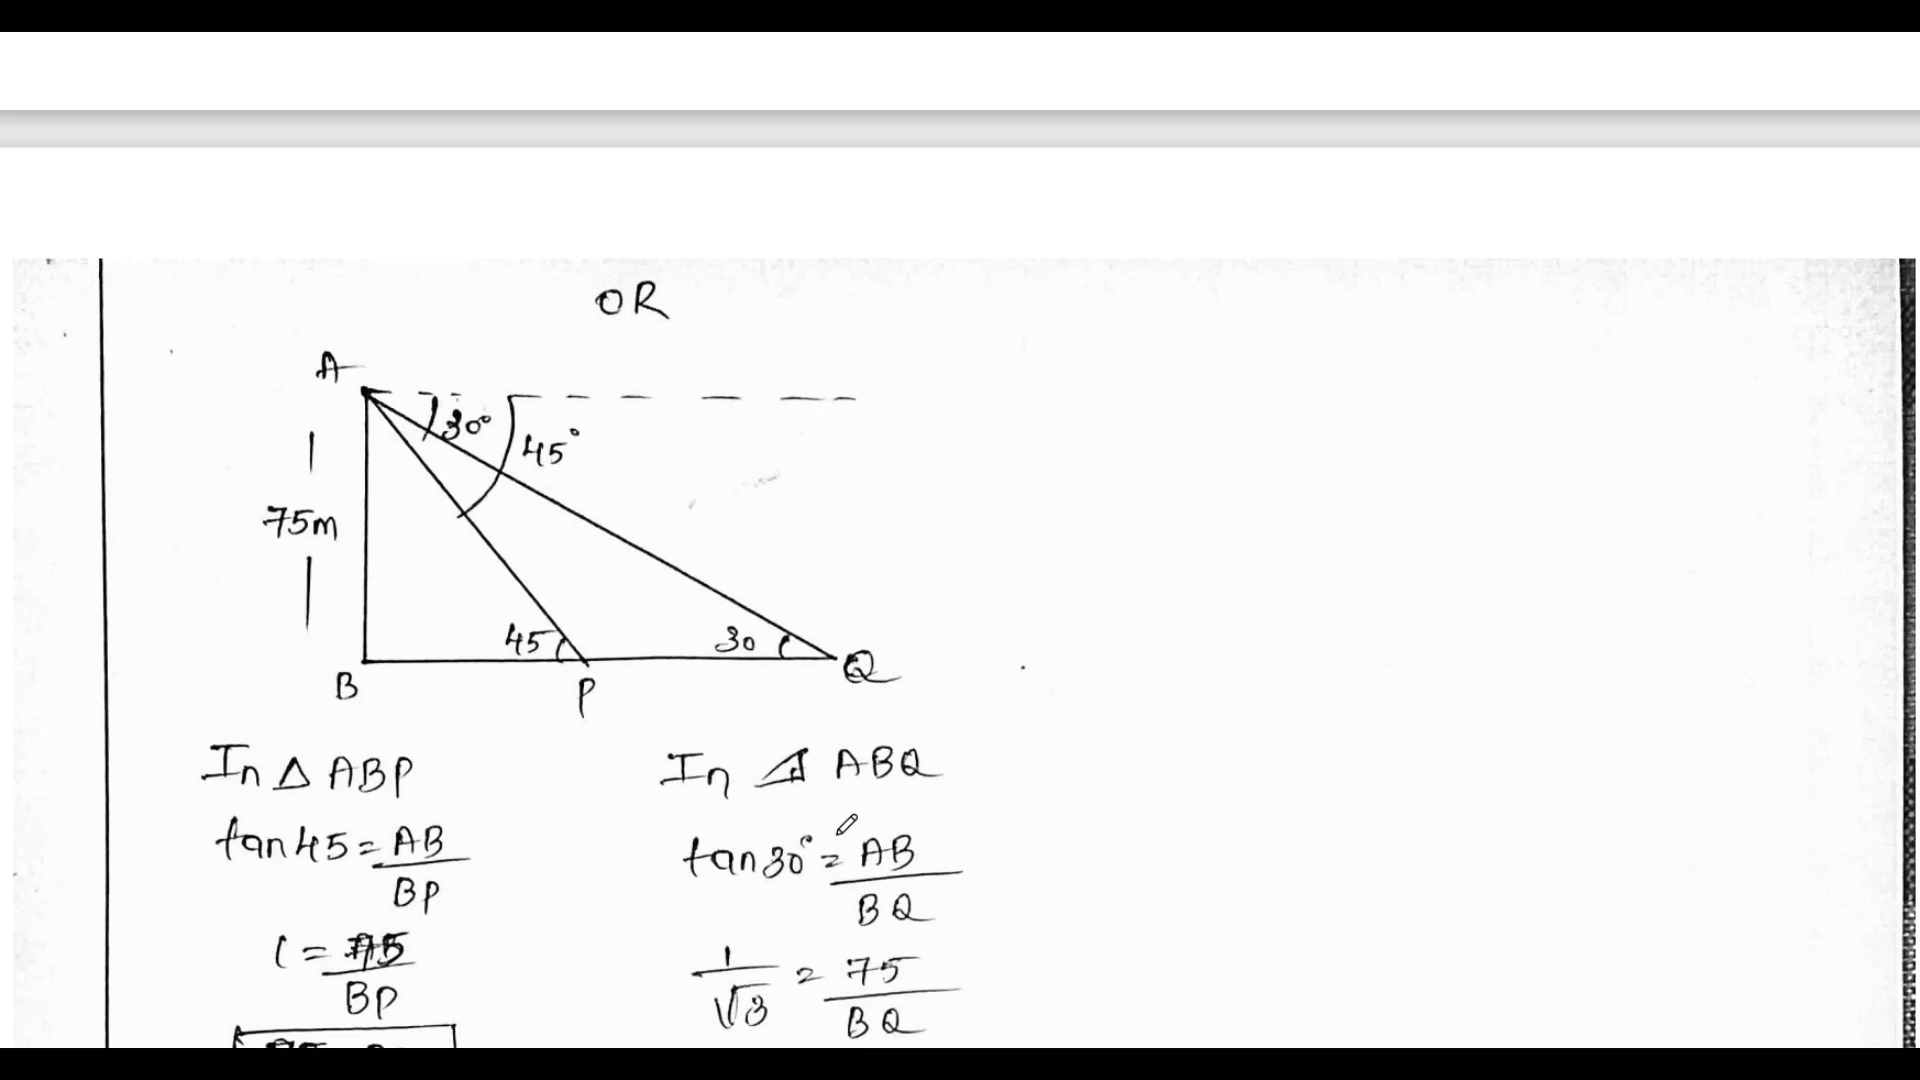 OR
A
30°
45°
75m
45
30
B
P
Q
In Δ ABP
tan45 = AB
BP
1 = 75
BP
In Δ ABQ
tan30° = AB
BQ
1
√3
= 75
BQ